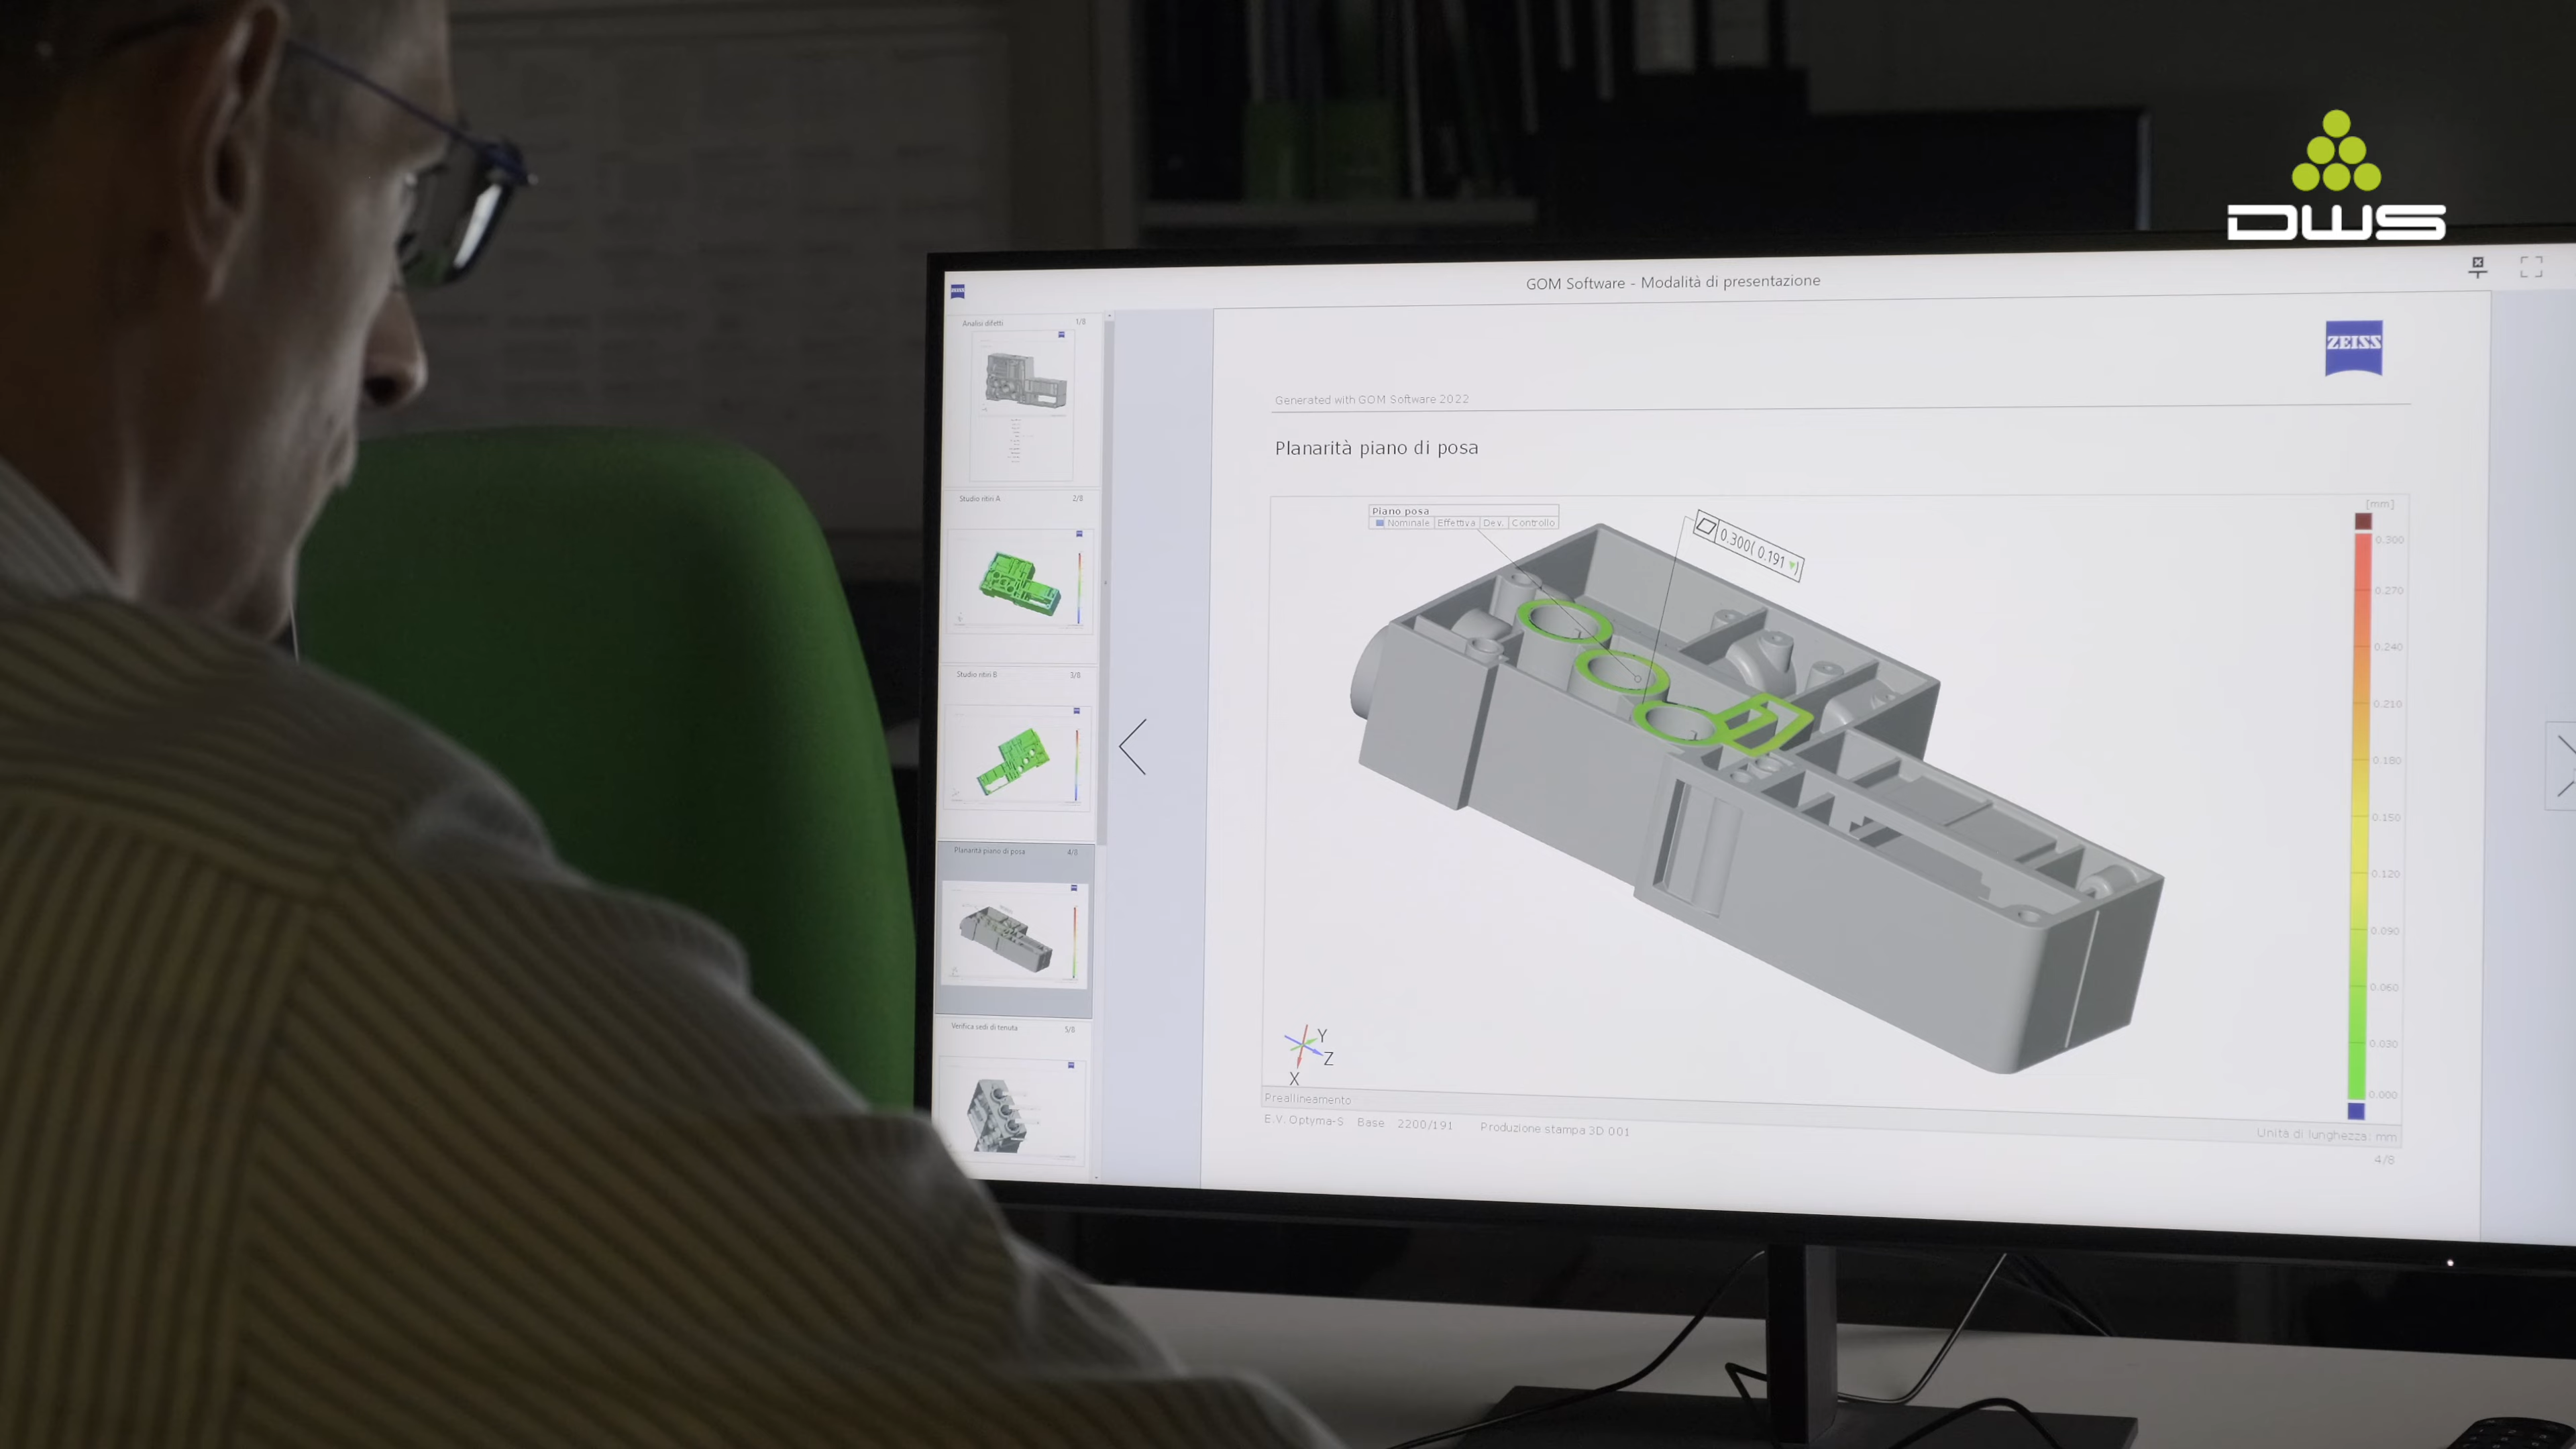 DWS
GOM Software - Modalità di presentazione
ZEISS
Generated with GOM Software 2022
Planarità piano di posa
Piano posa
Nominale Effettiva Dev. Controllo
0.300( 0.191 )
[mm]
0.300
0.270
0.240
0.210
0.180
0.150
0.120
0.090
0.060
0.030
0.000
Y
Z
X
Preallineamento
E.V. Optyma-S Base 2200/191 Produzione stampa 3D 001
Unità di lunghezza: mm
4/8
Analisi difetti 1/8
Studio ritiri A 2/8
Studio ritiri B 3/8
Planarità piano di posa 4/8
Verifica sedi di tenuta 5/8